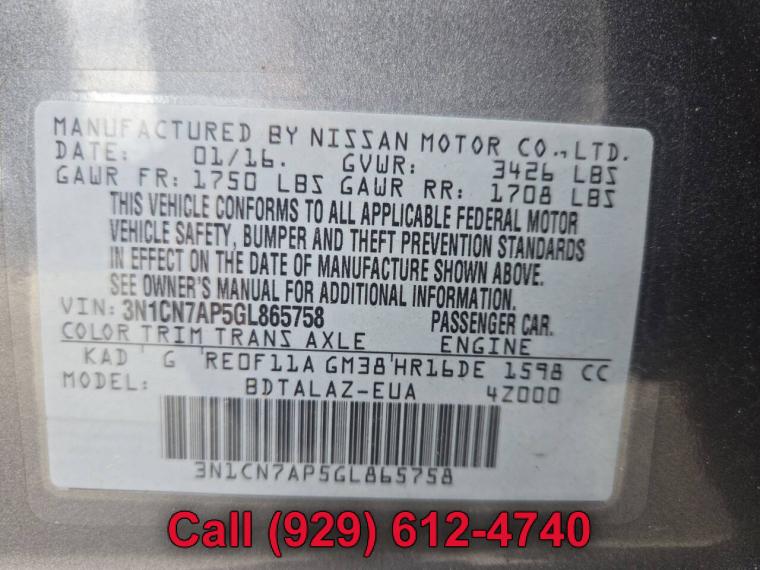 MANUFACTURED BY NISSAN MOTOR CO., LTD.
DATE: 01/16. GVWR: 3426 LBS
GAWR FR: 1750 LBS GAWR RR: 1708 LBS
THIS VEHICLE CONFORMS TO ALL APPLICABLE FEDERAL MOTOR
VEHICLE SAFETY, BUMPER AND THEFT PREVENTION STANDARDS
IN EFFECT ON THE DATE OF MANUFACTURE SHOWN ABOVE.
SEE OWNER'S MANUAL FOR ADDITIONAL INFORMATION.
VIN: 3N1CN7AP5GL865758 PASSENGER CAR.
COLOR TRIM TRANS AXLE ENGINE
KAD G RE0F11A GM38 HR16DE 1598 CC
MODEL: BDTALAZ-EUA 4Z000
3N1CN7AP5GL865758
Call (929) 612-4740